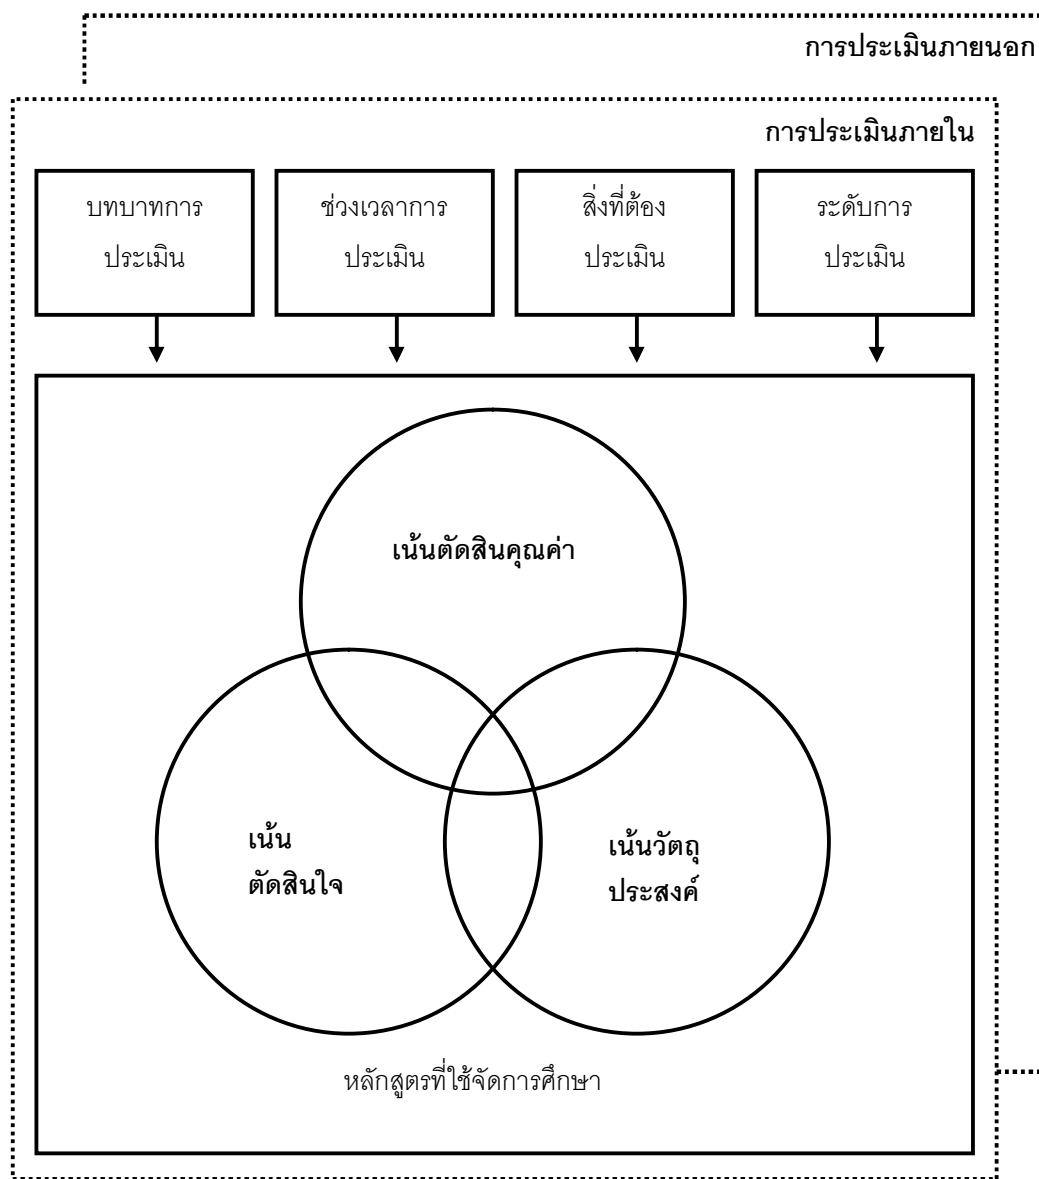 การประเมินภายนอก
การประเมินภายใน
บทบาทการ
ประเมิน
ช่วงเวลาการ
ประเมิน
สิ่งที่ต้อง
ประเมิน
ระดับการ
ประเมิน
เน้นตัดสินคุณค่า
เน้น
ตัดสินใจ
เน้นวัตถุ
ประสงค์
หลักสูตรที่ใช้จัดการศึกษา